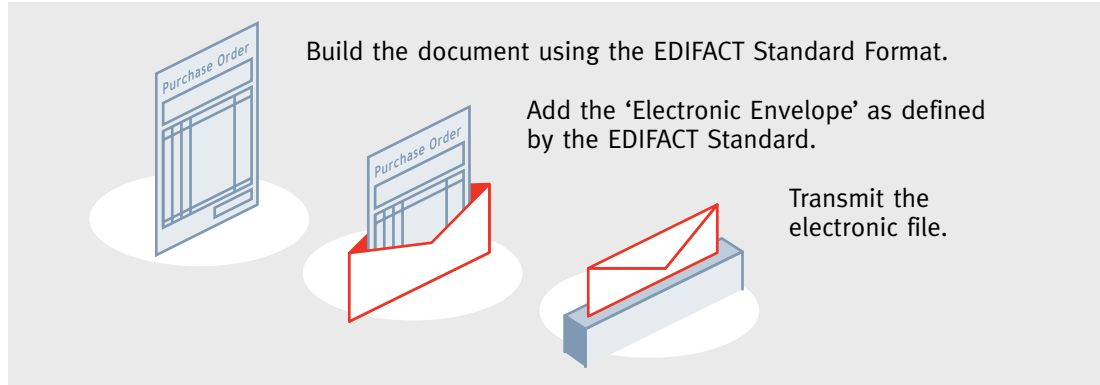 Purchase Order
Build the document using the EDIFACT Standard Format.
Purchase Order
Add the ‘Electronic Envelope’ as defined
by the EDIFACT Standard.
Transmit the
electronic file.